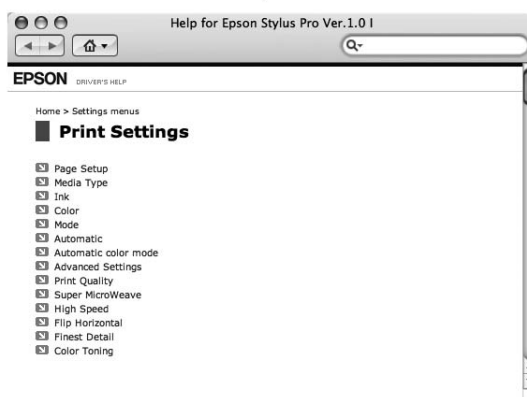 Help for Epson Stylus Pro Ver.1.0 I
EPSON DRIVER'S HELP
Home > Settings menus
Print Settings
Page Setup
Media Type
Ink
Color
Mode
Automatic
Automatic color mode
Advanced Settings
Print Quality
Super MicroWeave
High Speed
Flip Horizontal
Finest Detail
Color Toning